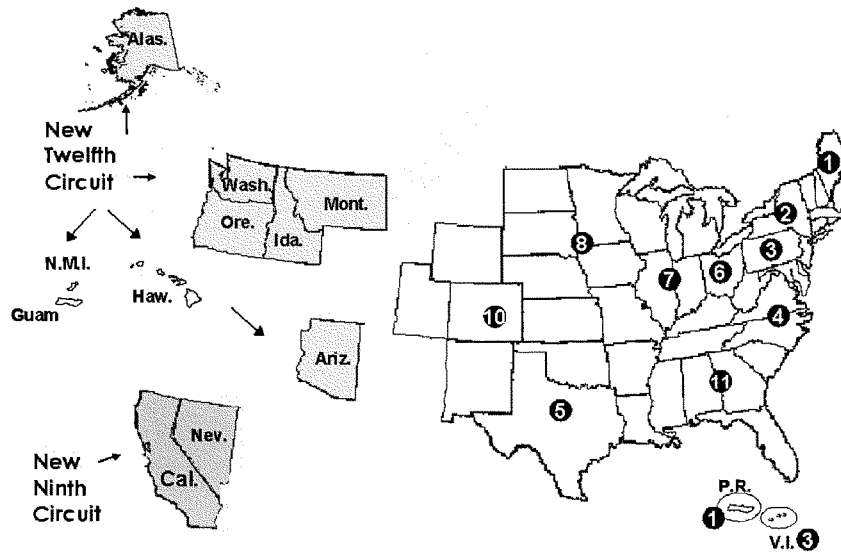 Alas.
New
Twelfth
Circuit
Wash.
Mont.
Ore.
Ida.
N.M.I.
Guam
Haw.
Ariz.
Nev.
Cal.
New
Ninth
Circuit
1
2
3
8
6
7
10
4
11
5
P.R.
1
V.I. 3